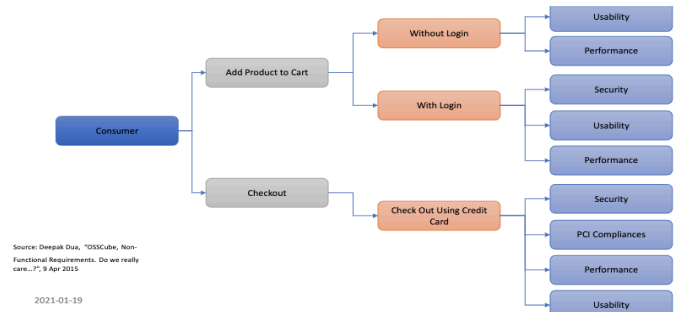 Usability
Without Login
Performance
Add Product to Cart
Security
With Login
Usability
Consumer
Performance
Checkout
Security
Check Out Using Credit
Card
PCI Compliances
Performance
Usability
Source: Deepak Dua, "OSSCube, Non-
Functional Requirements. Do we really
care...?", 9 Apr 2015
2021-01-19